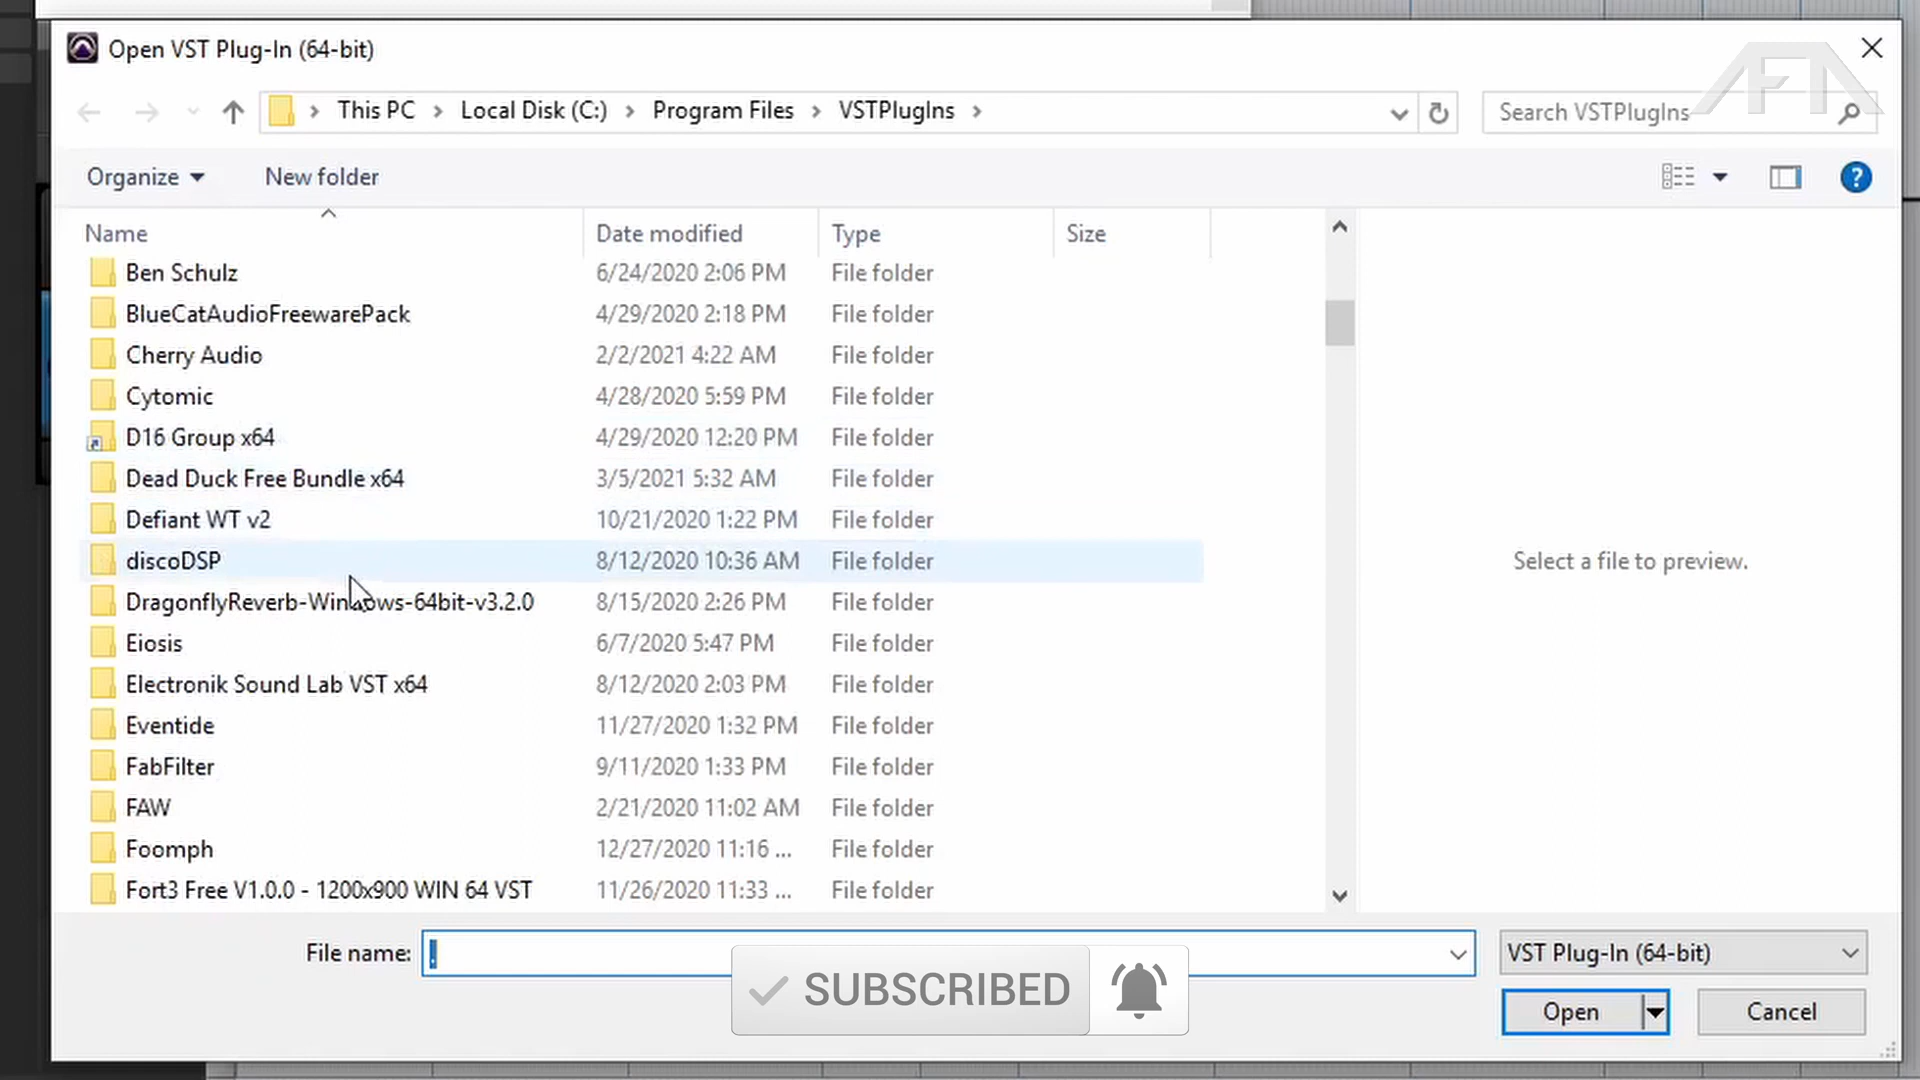 Open VST Plug-In (64-bit)
AFA
This PC > Local Disk (C:) > Program Files > VSTPlugIns >
Search VSTPlugIns
Organize
New folder
Name Date modified Type Size
Ben Schulz 6/24/2020 2:06 PM File folder
BlueCatAudioFreewarePack 4/29/2020 2:18 PM File folder
Cherry Audio 2/2/2021 4:22 AM File folder
Cytomic 4/28/2020 5:59 PM File folder
D16 Group x64 4/29/2020 12:20 PM File folder
Dead Duck Free Bundle x64 3/5/2021 5:32 AM File folder
Defiant WT v2 10/21/2020 1:22 PM File folder
discoDSP 8/12/2020 10:36 AM File folder
DragonflyReverb-Windows-64bit-v3.2.0 8/15/2020 2:26 PM File folder
Eiosis 6/7/2020 5:47 PM File folder
Electronik Sound Lab VST x64 8/12/2020 2:03 PM File folder
Eventide 11/27/2020 1:32 PM File folder
FabFilter 9/11/2020 1:33 PM File folder
FAW 2/21/2020 11:02 AM File folder
Foomph 12/27/2020 11:16 ... File folder
Fort3 Free V1.0.0 - 1200x900 WIN 64 VST 11/26/2020 11:33 ... File folder
Select a file to preview.
File name: .
VST Plug-In (64-bit)
SUBSCRIBED
Open
Cancel